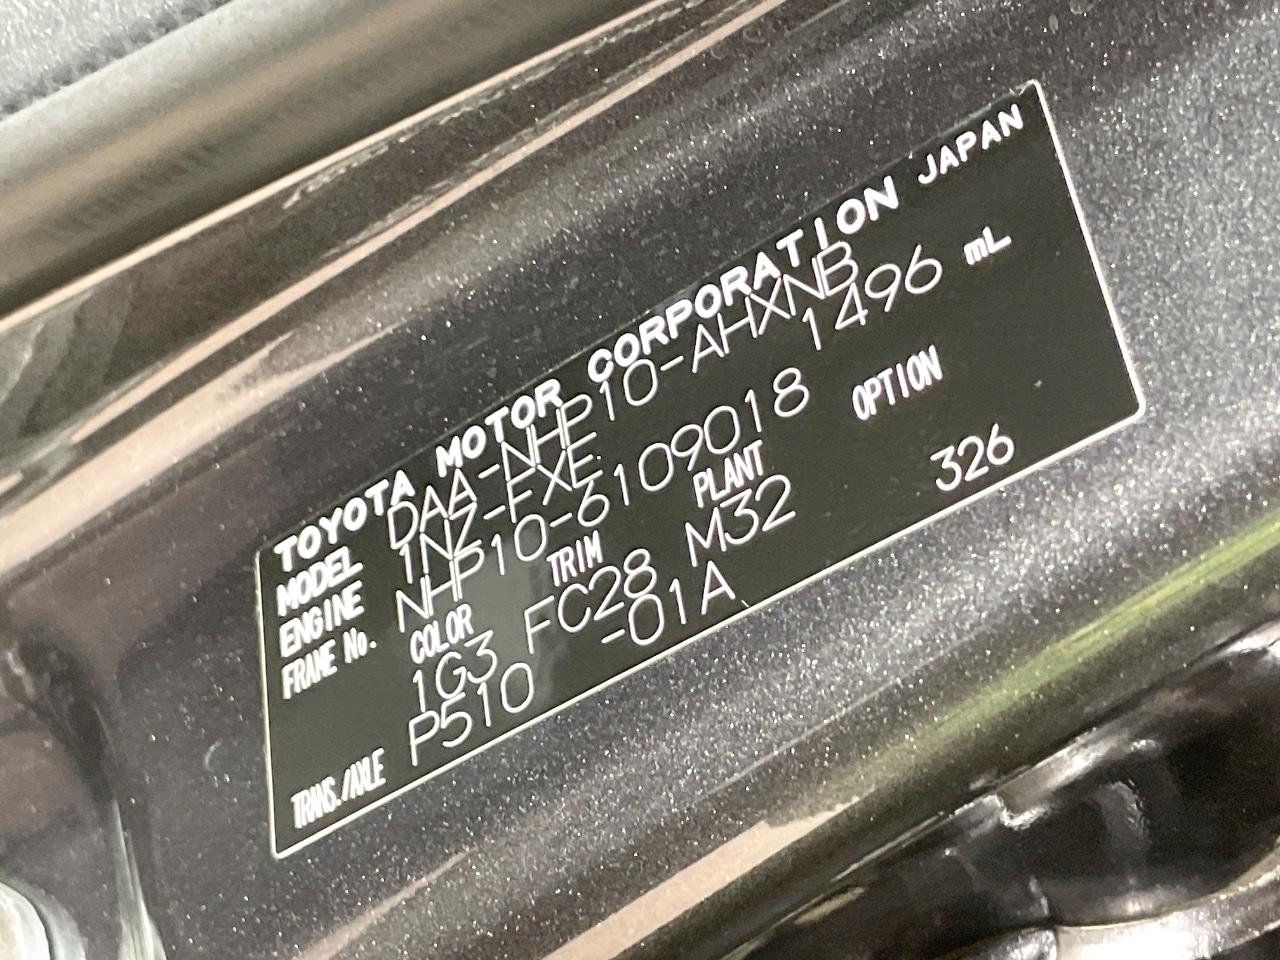 TOYOTA MOTOR CORPORATION JAPAN
MODEL DAA-NHP10-AHXNB
ENGINE 1NZ-FXE 1496 mL
FRAME No. NHP10-6109018
COLOR TRIM PLANT OPTION
1G3 FC28 M32 326
TRANS./AXLE P510 -01A